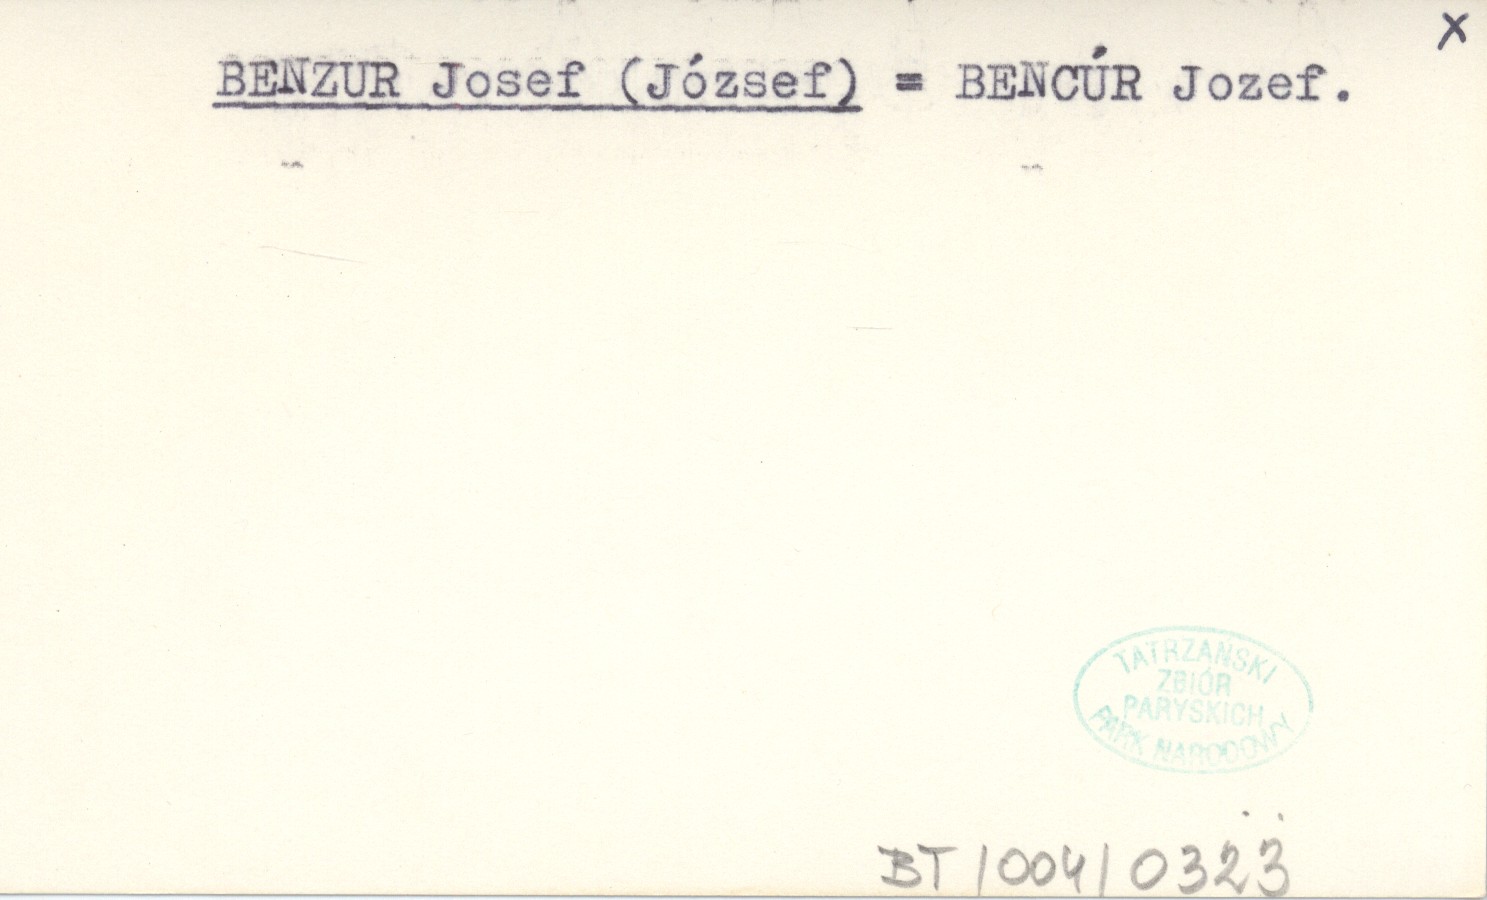 x
BENZUR Josef (József) = BENCÚR Jozef.
TATRZAŃSKI
ZBIÓR
PARYSKICH
PARK NARODOWY
BT/004/0323